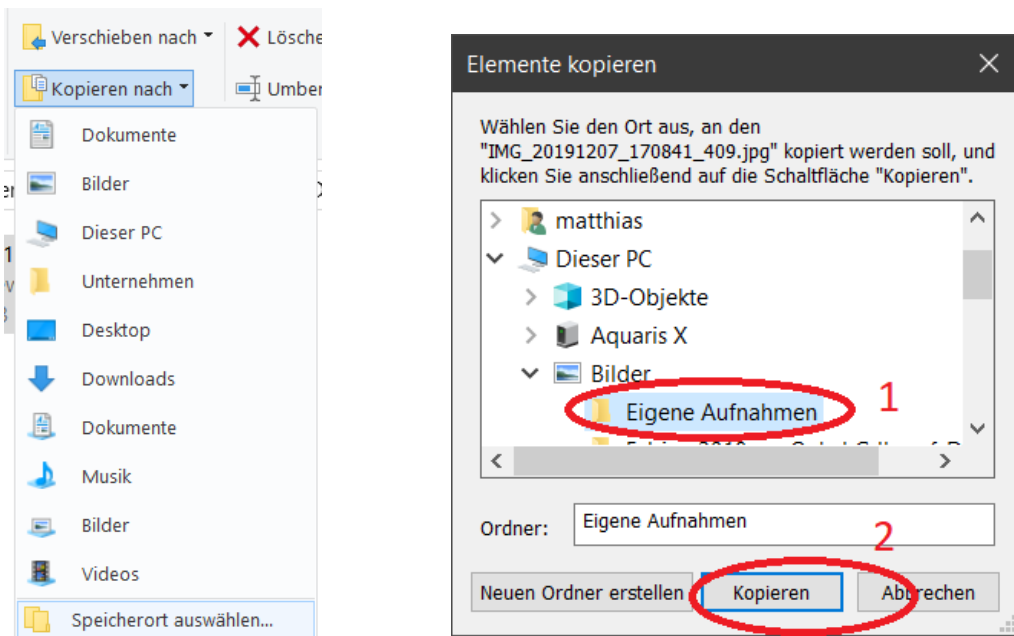 Verschieben nach
Lösche
Kopieren nach
Umber
Dokumente
Bilder
Dieser PC
Unternehmen
Desktop
Downloads
Dokumente
Musik
Bilder
Videos
Speicherort auswählen...
Elemente kopieren
Wählen Sie den Ort aus, an den
"IMG_20191207_170841_409.jpg" kopiert werden soll, und
klicken Sie anschließend auf die Schaltfläche "Kopieren".
matthias
Dieser PC
3D-Objekte
Aquaris X
Bilder
Eigene Aufnahmen
1
Ordner:
Eigene Aufnahmen
2
Neuen Ordner erstellen
Kopieren
Abbrechen